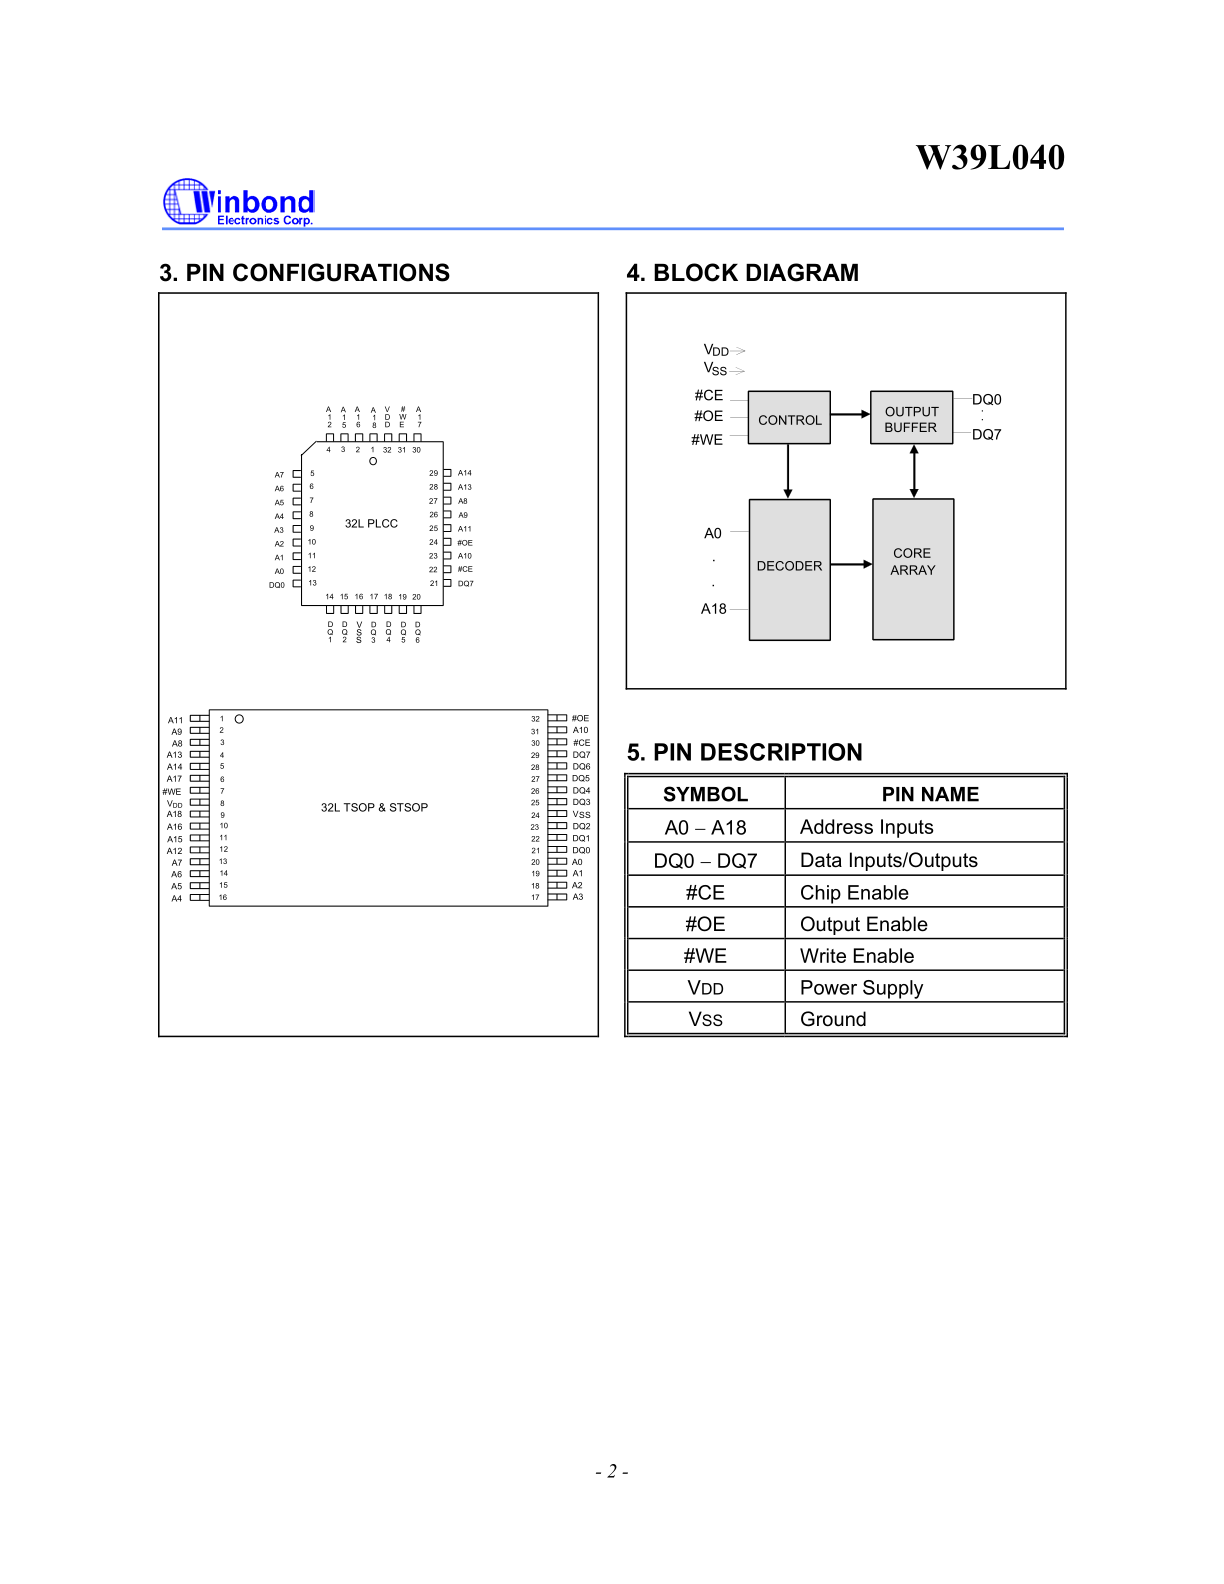 W39L040
Winbond
Electronics Corp.
3. PIN CONFIGURATIONS
A12 A15 A16 A18 VDD #WE A17
4 3 2 1 32 31 30
A7 5 29 A14
A6 6 28 A13
A5 7 27 A8
A4 8 26 A9
A3 9 25 A11
A2 10 24 #OE
A1 11 23 A10
A0 12 22 #CE
DQ0 13 21 DQ7
32L PLCC
14 15 16 17 18 19 20
DQ1 DQ2 VSS DQ3 DQ4 DQ5 DQ6
A11 1 32 #OE
A9 2 31 A10
A8 3 30 #CE
A13 4 29 DQ7
A14 5 28 DQ6
A17 6 27 DQ5
#WE 7 26 DQ4
VDD 8 25 DQ3
A18 9 24 VSS
A16 10 23 DQ2
A15 11 22 DQ1
A12 12 21 DQ0
A7 13 20 A0
A6 14 19 A1
A5 15 18 A2
A4 16 17 A3
32L TSOP & STSOP
4. BLOCK DIAGRAM
VDD
VSS
#CE
#OE
#WE
CONTROL
OUTPUT
BUFFER
DQ0
.
.
DQ7
A0
.
.
A18
DECODER
CORE
ARRAY
5. PIN DESCRIPTION
SYMBOL PIN NAME
A0 − A18 Address Inputs
DQ0 − DQ7 Data Inputs/Outputs
#CE Chip Enable
#OE Output Enable
#WE Write Enable
VDD Power Supply
VSS Ground
- 2 -